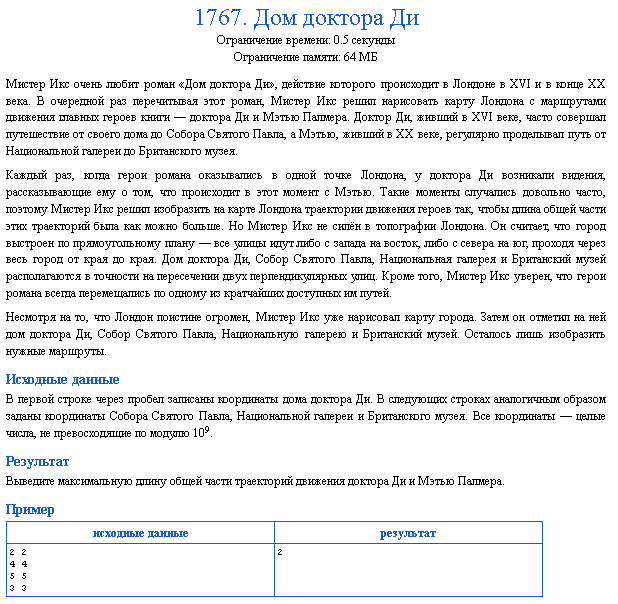 1767. Дом доктора Ди
Ограничение времени: 0.5 секунды
Ограничение памяти: 64 МБ
Мистер Икс очень любит роман «Дом доктора Ди», действие которого происходит в Лондоне в XVI и в конце XX
века. В очередной раз перечитывая этот роман, Мистер Икс решил нарисовать карту Лондона с маршрутами
движения главных героев книги — доктора Ди и Мэтью Палмера. Доктор Ди, живший в XVI веке, часто совершал
путешествие от своего дома до Собора Святого Павла, а Мэтью, живший в XX веке, регулярно проделывал путь от
Национальной галереи до Британского музея.
Каждый раз, когда герои романа оказывались в одной точке Лондона, у доктора Ди возникали видения,
рассказывающие ему о том, что происходит в этот момент с Мэтью. Такие моменты случались довольно часто,
поэтому Мистер Икс решил изобразить на карте Лондона траектории движения героев так, чтобы длина общей части
этих траекторий была как можно больше. Но Мистер Икс не силён в топографии Лондона. Он считает, что город
выстроен по прямоугольному плану — все улицы идут либо с запада на восток, либо с севера на юг, проходя через
весь город от края до края. Дом доктора Ди, Собор Святого Павла, Национальная галерея и Британский музей
располагаются в точности на пересечении двух перпендикулярных улиц. Кроме того, Мистер Икс уверен, что герои
романа всегда перемещались по одному из кратчайших доступных им путей.
Несмотря на то, что Лондон поистине огромен, Мистер Икс уже нарисовал карту города. Затем он отметил на ней
дом доктора Ди, Собор Святого Павла, Национальную галерею и Британский музей. Осталось лишь изобразить
нужные маршруты.
Исходные данные
В первой строке через пробел записаны координаты дома доктора Ди. В следующих строках аналогичным образом
заданы координаты Собора Святого Павла, Национальной галереи и Британского музея. Все координаты — целые
числа, не превосходящие по модулю 10⁹.
Результат
Выведите максимальную длину общей части траекторий движения доктора Ди и Мэтью Палмера.
Пример
исходные данные результат
2 2 2
4 4
5 5
3 3